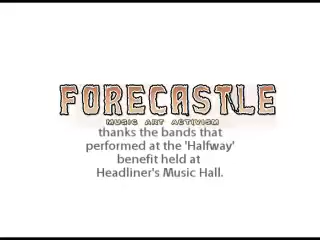 FORECASTLE
MUSIC ART ACTIVISM
thanks the bands that
performed at the 'Halfway'
benefit held at
Headliner's Music Hall.